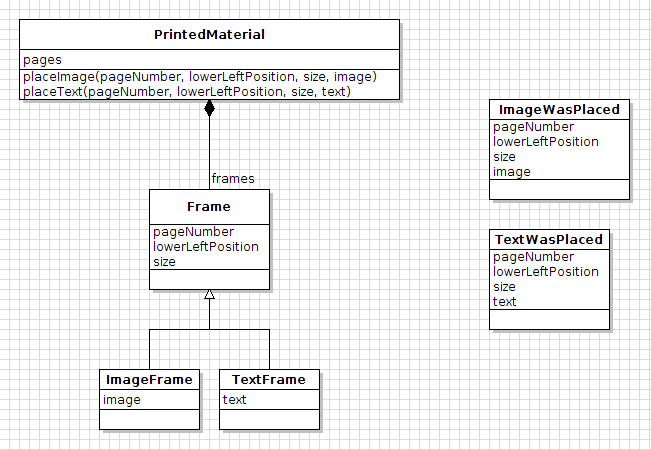 PrintedMaterial
pages
placeImage(pageNumber, lowerLeftPosition, size, image)
placeText(pageNumber, lowerLeftPosition, size, text)
frames
Frame
pageNumber
lowerLeftPosition
size
ImageFrame
image
TextFrame
text
ImageWasPlaced
pageNumber
lowerLeftPosition
size
image
TextWasPlaced
pageNumber
lowerLeftPosition
size
text